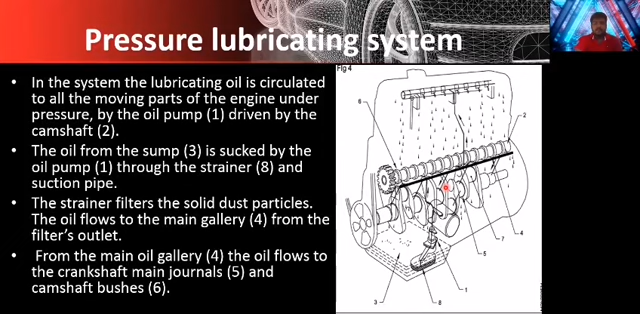 Pressure lubricating system
• In the system the lubricating oil is circulated
to all the moving parts of the engine under
pressure, by the oil pump (1) driven by the
camshaft (2).
• The oil from the sump (3) is sucked by the
oil pump (1) through the strainer (8) and
suction pipe.
• The strainer filters the solid dust particles.
The oil flows to the main gallery (4) from the
filter's outlet.
• From the main oil gallery (4) the oil flows to
the crankshaft main journals (5) and
camshaft bushes (6).
Fig 4
6
2
4
7
5
1
3
8